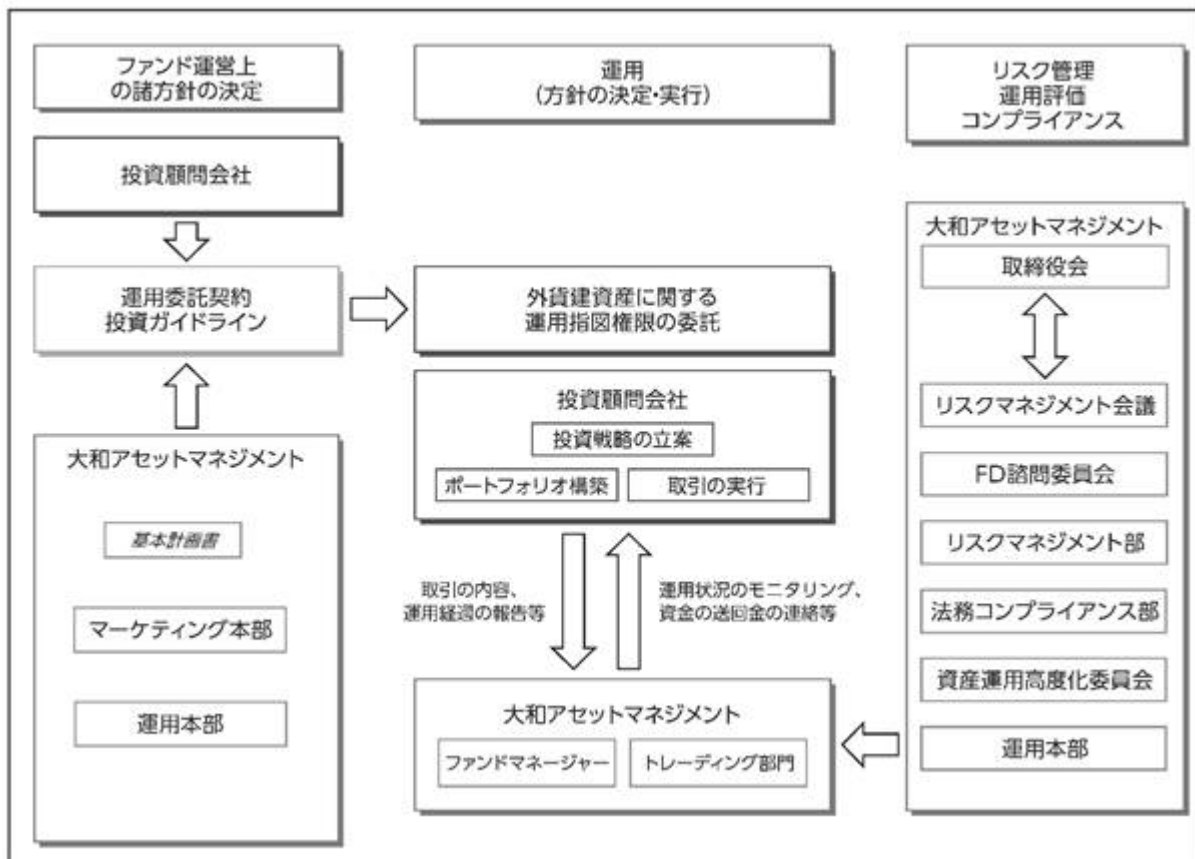 ファンド運営上
の諸方針の決定
投資顧問会社
運用委託契約
投資ガイドライン
大和アセットマネジメント
基本計画書
マーケティング本部
運用本部
運用
(方針の決定・実行)
外貨建資産に関する
運用指図権限の委託
投資顧問会社
投資戦略の立案
ポートフォリオ構築
取引の実行
取引の内容、
運用経過の報告等
運用状況のモニタリング、
資金の送回金の連絡等
大和アセットマネジメント
ファンドマネージャー
トレーディング部門
リスク管理
運用評価
コンプライアンス
大和アセットマネジメント
取締役会
リスクマネジメント会議
FD諮問委員会
リスクマネジメント部
法務コンプライアンス部
資産運用高度化委員会
運用本部